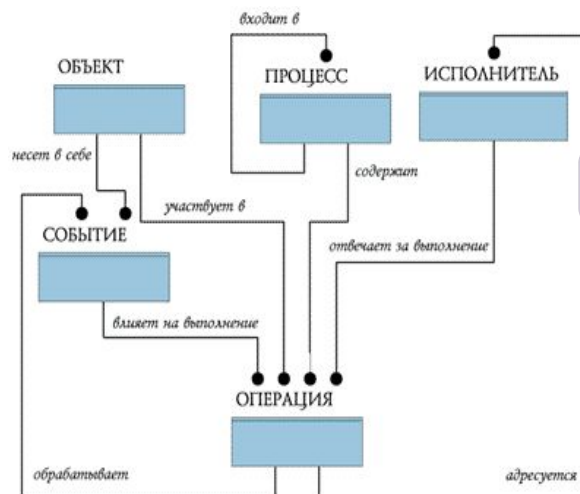 входит в
ОБЪЕКТ
ПРОЦЕСС
ИСПОЛНИТЕЛЬ
несет в себе
содержит
участвует в
СОБЫТИЕ
отвечает за выполнение
влияет на выполнение
ОПЕРАЦИЯ
обрабатывает
адресуется